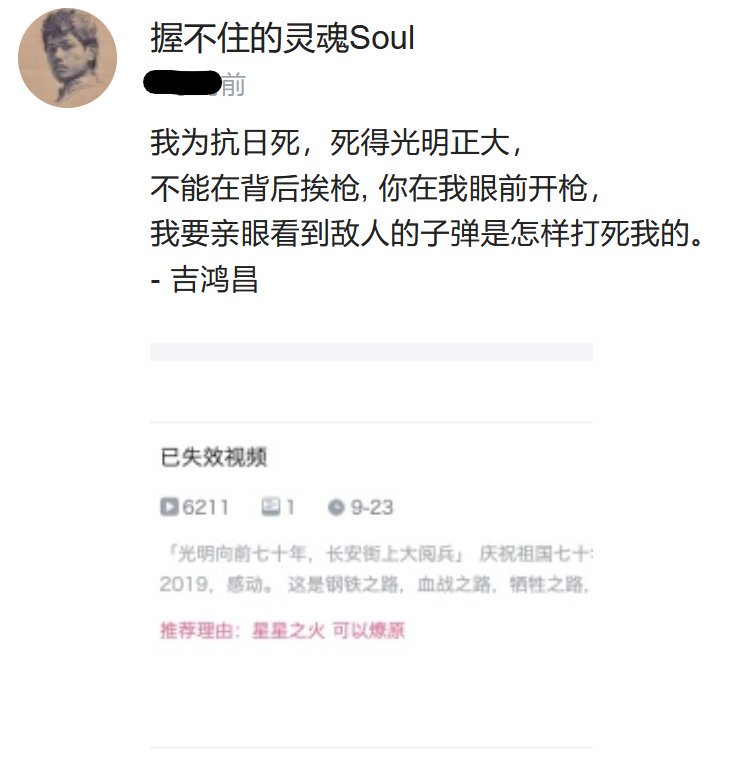 握不住的灵魂Soul
前
我为抗日死，死得光明正大，
不能在背后挨枪, 你在我眼前开枪，
我要亲眼看到敌人的子弹是怎样打死我的。
- 吉鸿昌
已失效视频
6211 1 9-23
「光明向前七十年，长安街上大阅兵」 庆祝祖国七十
2019，感动。 这是钢铁之路，血战之路，牺牲之路，
推荐理由：星星之火 可以燎原